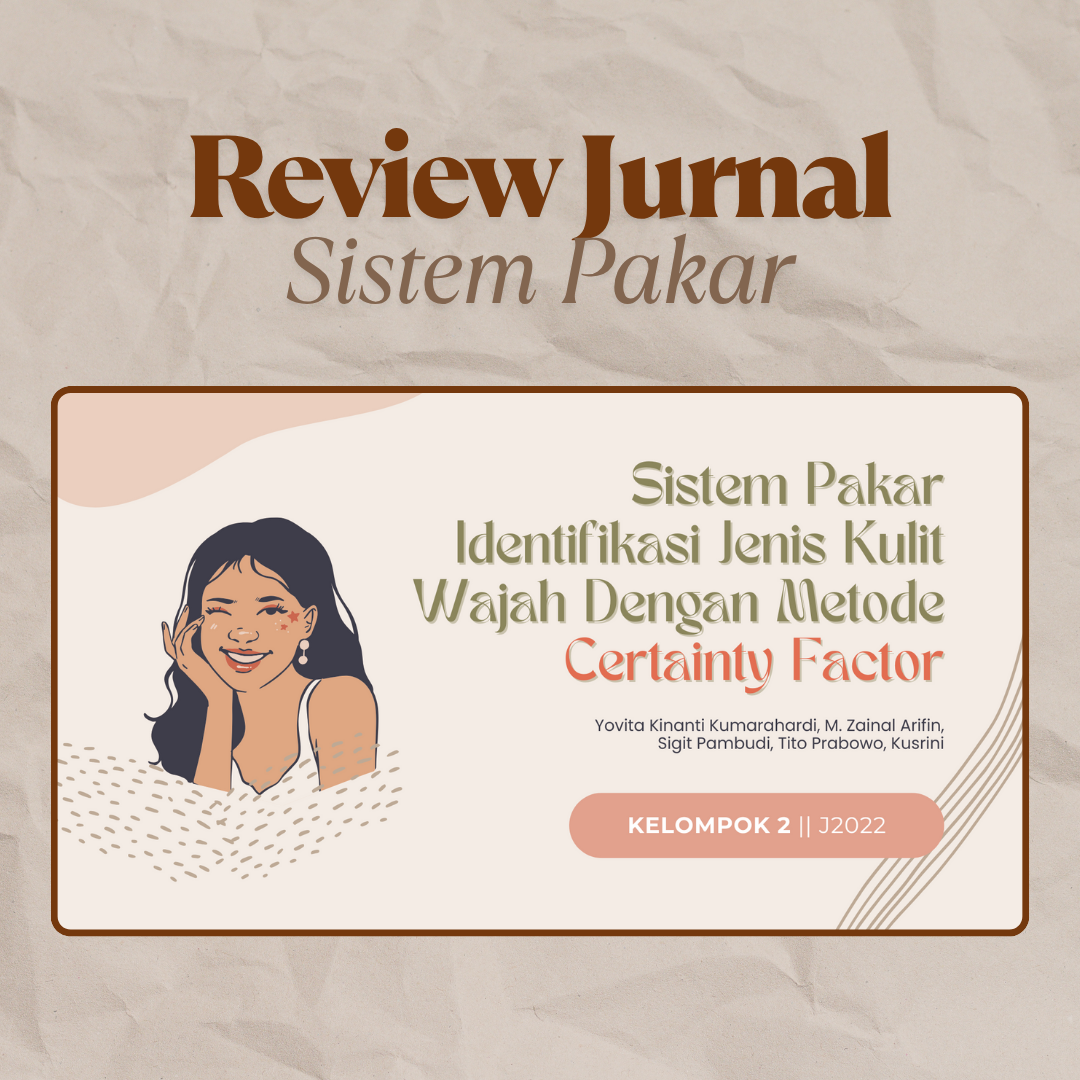 Review Jurnal
Sistem Pakar
Sistem Pakar
Identifikasi Jenis Kulit
Wajah Dengan Metode
Certainty Factor
Yovita Kinanti Kumarahardi, M. Zainal Arifin,
Sigit Pambudi, Tito Prabowo, Kusrini
KELOMPOK 2 || J2022